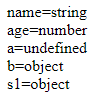 name=string
age=number
a=undefined
b=object
s1=object